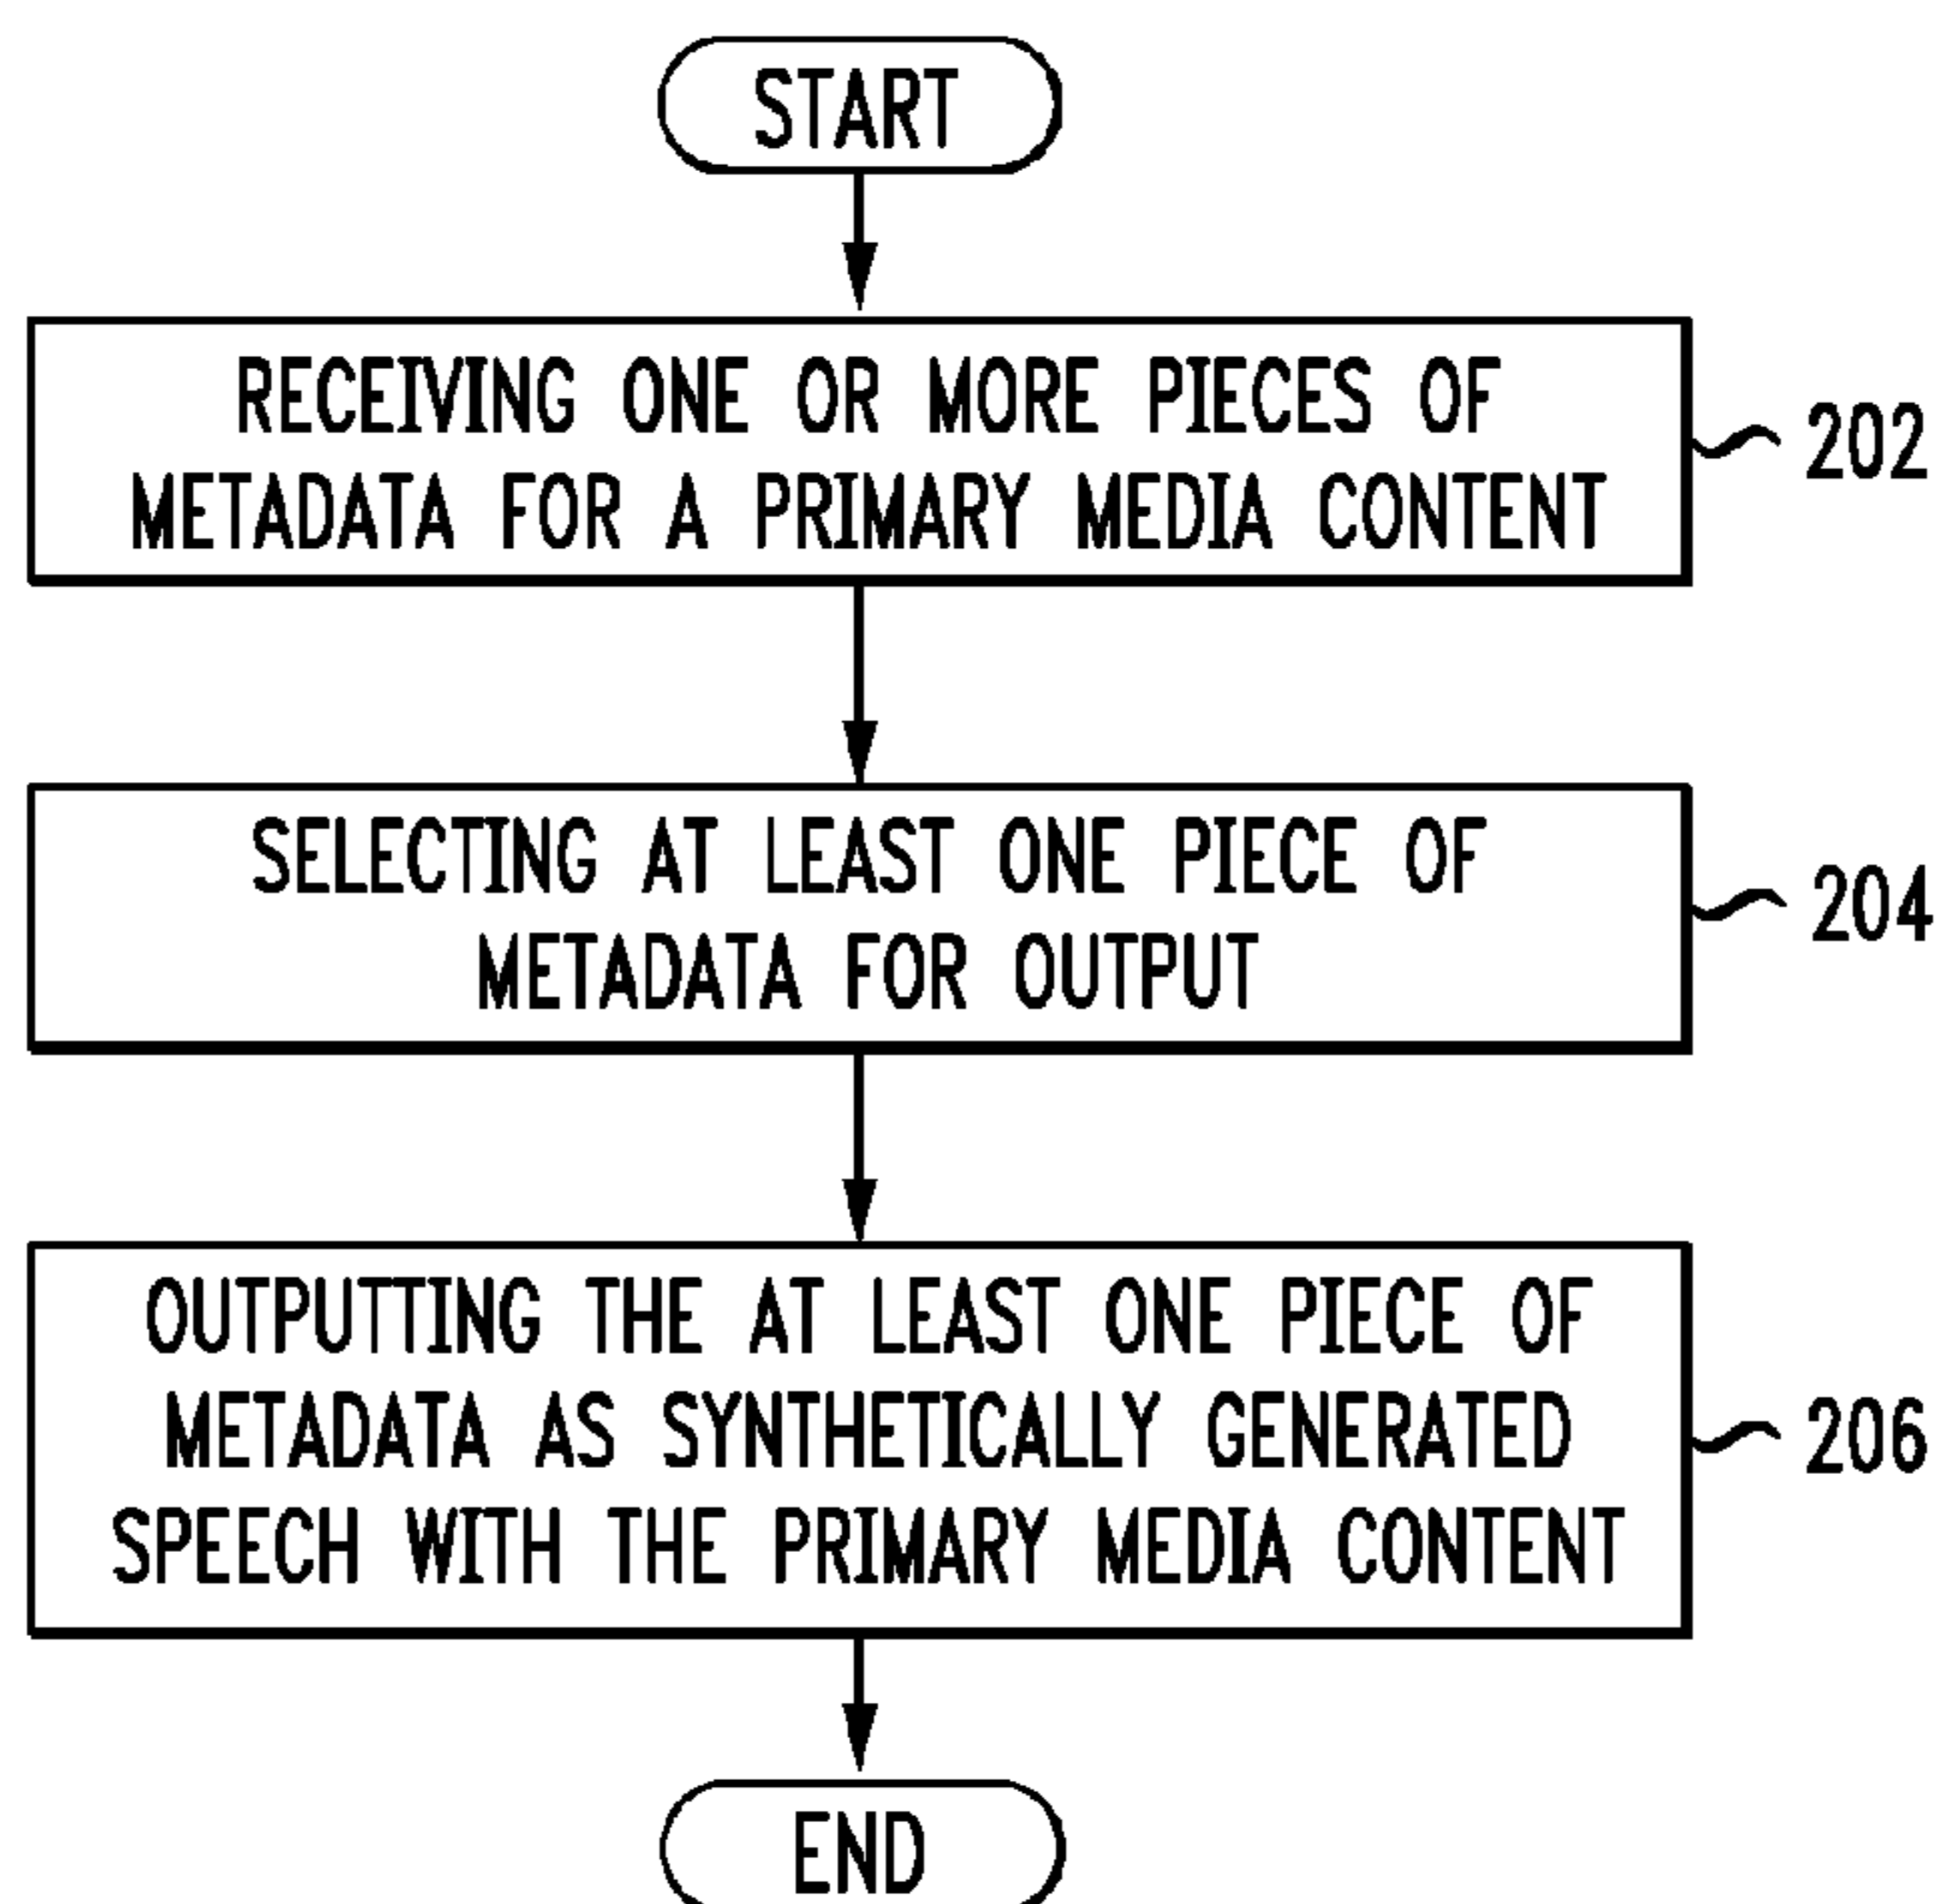 START
RECEIVING ONE OR MORE PIECES OF
METADATA FOR A PRIMARY MEDIA CONTENT
202
SELECTING AT LEAST ONE PIECE OF
METADATA FOR OUTPUT
204
OUTPUTTING THE AT LEAST ONE PIECE OF
METADATA AS SYNTHETICALLY GENERATED
SPEECH WITH THE PRIMARY MEDIA CONTENT
206
END